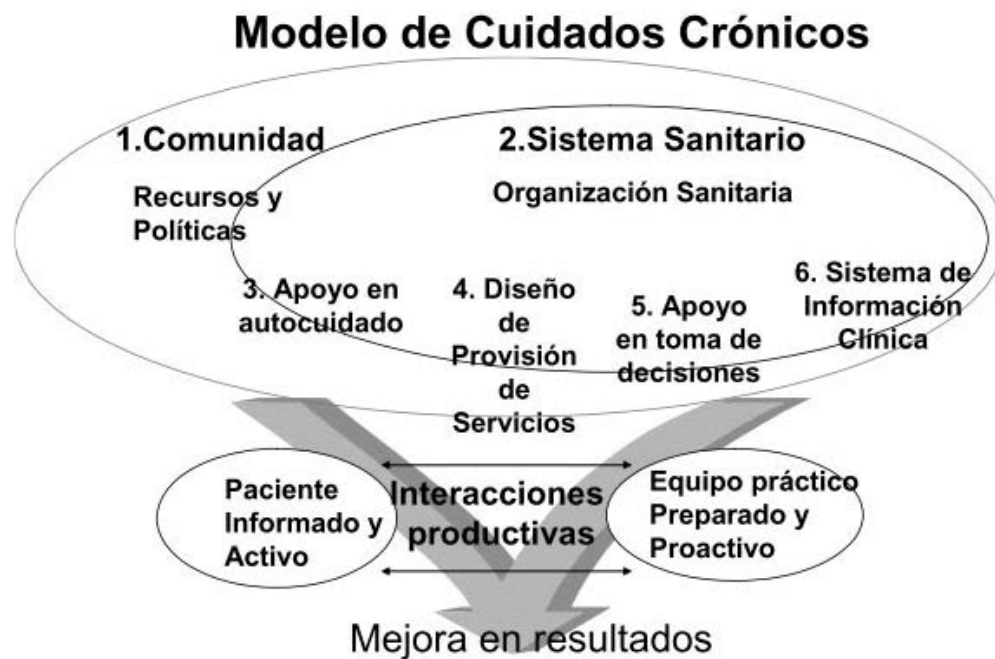 Modelo de Cuidados Crónicos
1.Comunidad
Recursos y
Políticas
2.Sistema Sanitario
Organización Sanitaria
3. Apoyo en
autocuidado
4. Diseño
de
Provisión
de
Servicios
5. Apoyo
en toma de
decisiones
6. Sistema de
Información
Clínica
Paciente
Informado y
Activo
Interacciones
productivas
Equipo práctico
Preparado y
Proactivo
Mejora en resultados